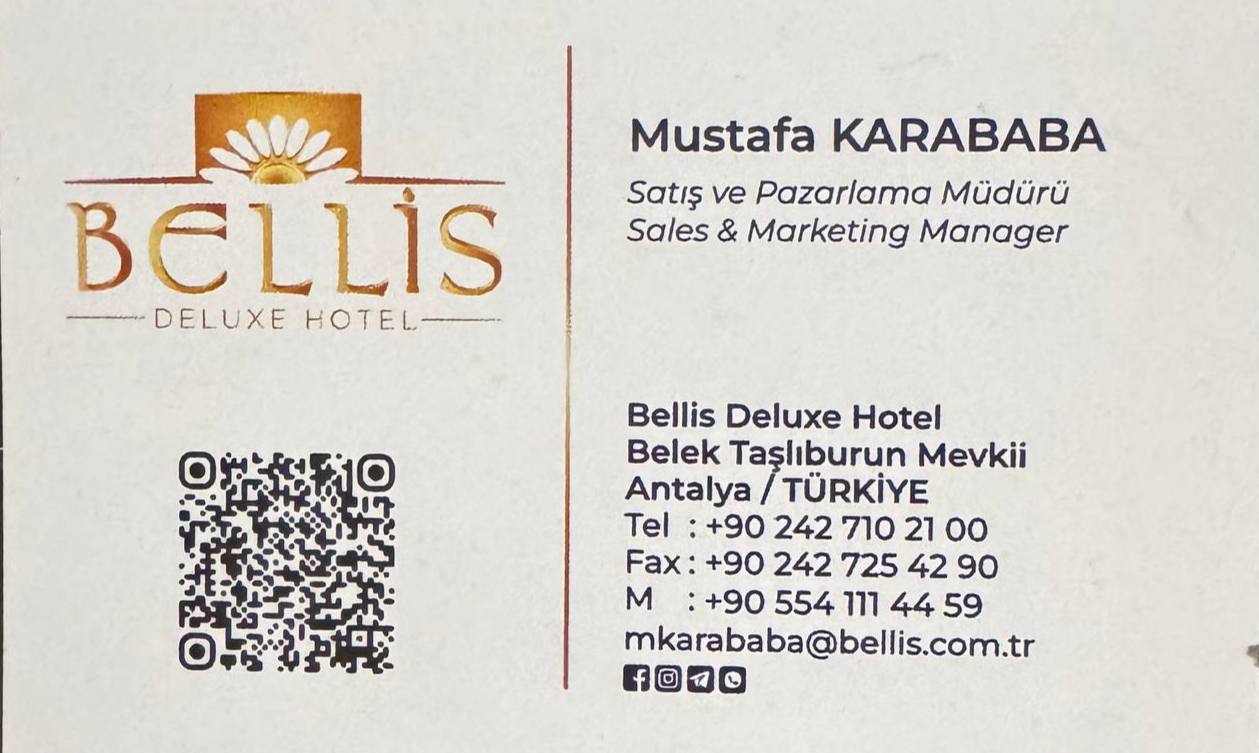 BELLİS
DELUXE HOTEL
Mustafa KARABABA
Satış ve Pazarlama Müdürü
Sales & Marketing Manager
Bellis Deluxe Hotel
Belek Taşlıburun Mevkii
Antalya / TÜRKİYE
Tel : +90 242 710 21 00
Fax : +90 242 725 42 90
M : +90 554 111 44 59
mkarababa@bellis.com.tr